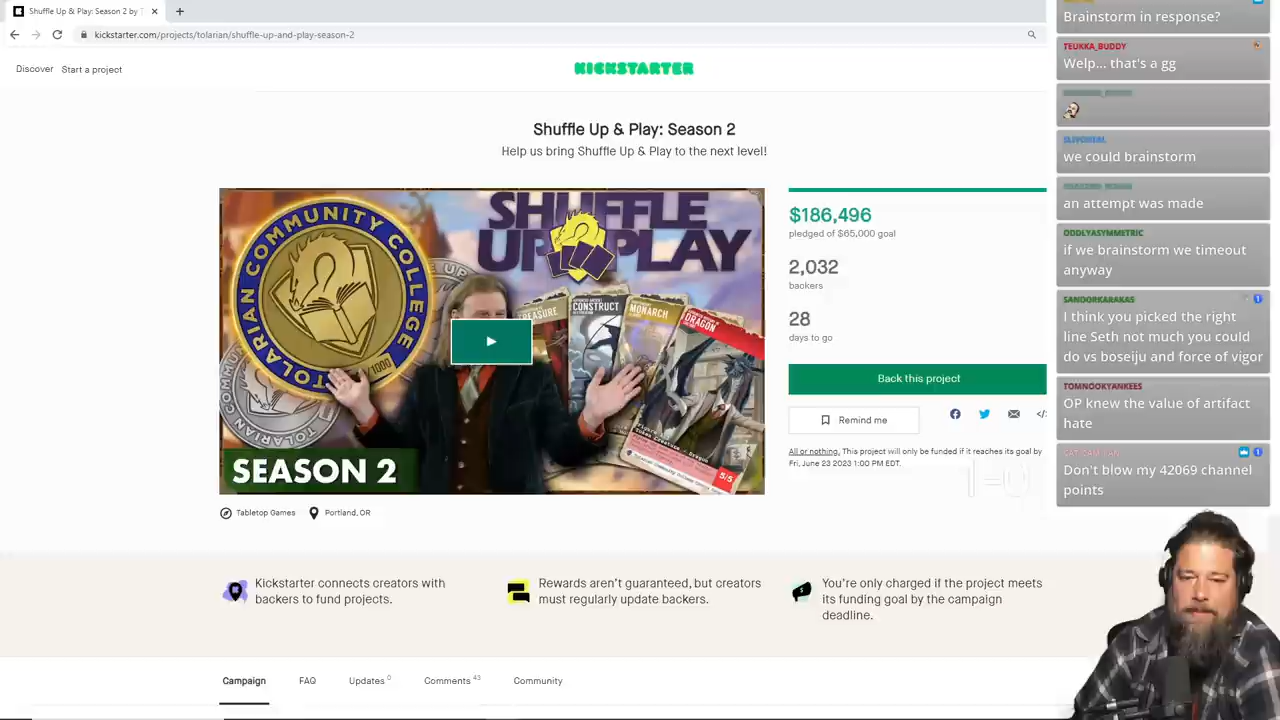 Shuffle Up & Play: Season 2 by T
kickstarter.com/projects/tolarian/shuffle-up-and-play-season-2
Discover
Start a project
KICKSTARTER
Shuffle Up & Play: Season 2
Help us bring Shuffle Up & Play to the next level!
TOLARIAN COMMUNITY COLLEGE
/1000
SHUFFLE
UP PLAY
TREASURE
CONSTRUCT
MONARCH
DRAGON
5/5
SEASON 2
$186,496
pledged of $65,000 goal
2,032
backers
28
days to go
Back this project
Remind me
All or nothing. This project will only be funded if it reaches its goal by
Fri, June 23 2023 1:00 PM EDT.
Tabletop Games
Portland, OR
Kickstarter connects creators with
backers to fund projects.
Rewards aren't guaranteed, but creators
must regularly update backers.
You're only charged if the project meets
its funding goal by the campaign
deadline.
Campaign
FAQ
Updates 0
Comments 43
Community
Brainstorm in response?
TEUKKA_BUDDY
Welp... that's a gg
we could brainstorm
an attempt was made
ODDLYASYMMETRIC
if we brainstorm we timeout
anyway
SANDORKARAKAS
I think you picked the right
line Seth not much you could
do vs boseiju and force of vigor
TOMNOOKYANKEES
OP knew the value of artifact
hate
Don't blow my 42069 channel
points